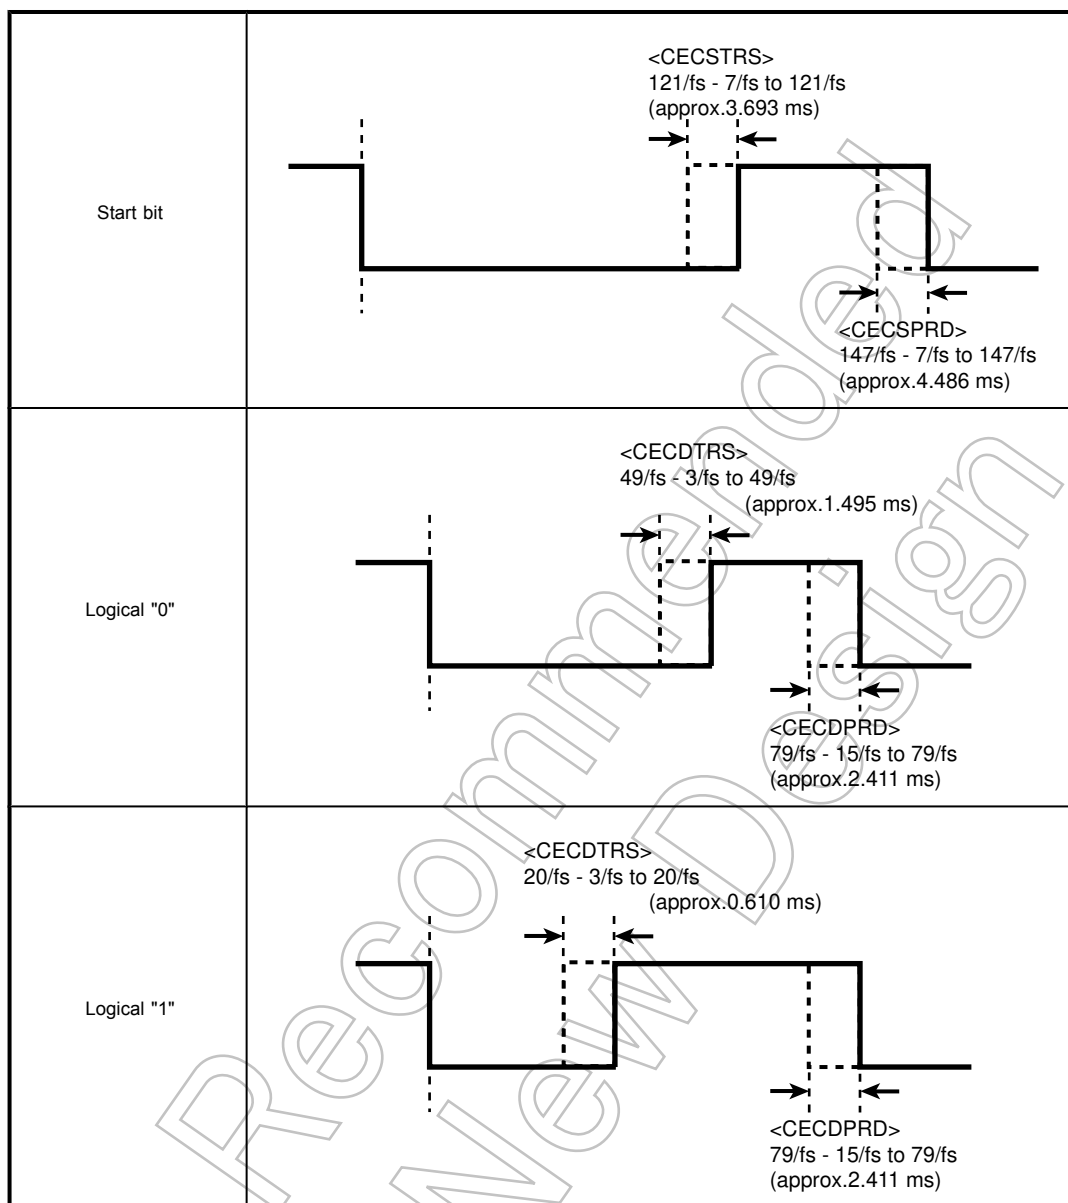 <CECSTRS>
121/fs - 7/fs to 121/fs
(approx.3.693 ms)
Start bit
<CECSPRD>
147/fs - 7/fs to 147/fs
(approx.4.486 ms)
<CECDTRS>
49/fs - 3/fs to 49/fs
(approx.1.495 ms)
Logical "0"
<CECDPRD>
79/fs - 15/fs to 79/fs
(approx.2.411 ms)
<CECDTRS>
20/fs - 3/fs to 20/fs
(approx.0.610 ms)
Logical "1"
<CECDPRD>
79/fs - 15/fs to 79/fs
(approx.2.411 ms)
Recommended
New Design